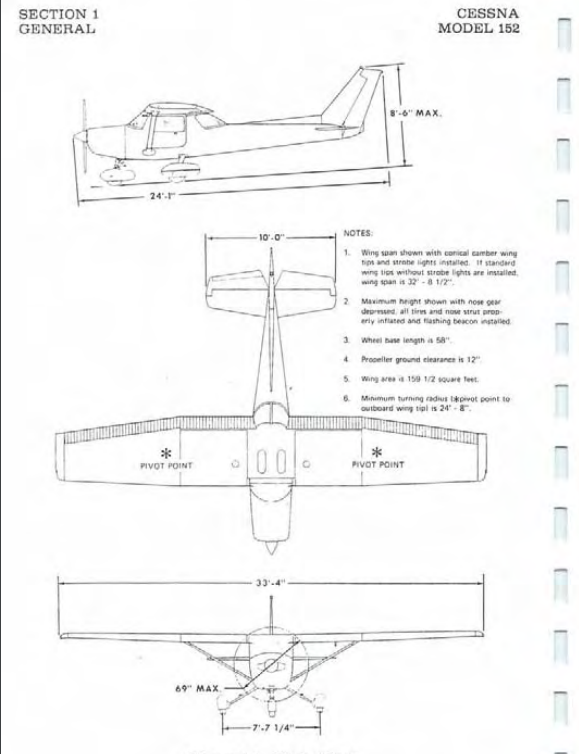 SECTION 1
GENERAL
CESSNA
MODEL 152
8'-6" MAX.
24'-1"
10'-0"
NOTES:
1. Wing span shown with conical camber wing
tips and strobe lights installed. If standard
wing tips without strobe lights are installed,
wing span is 32' - 8 1/2".
2. Maximum height shown with nose gear
depressed, all tires and nose strut prop-
erly inflated and flashing beacon installed.
3. Wheel base length is 58".
4. Propeller ground clearance is 12".
5. Wing area is 159 1/2 square feet.
6. Minimum turning radius (*pivot point to
outboard wing tip) is 24' - 8".
* *
PIVOT POINT PIVOT POINT
33'-4"
69" MAX.
7'-7 1/4"